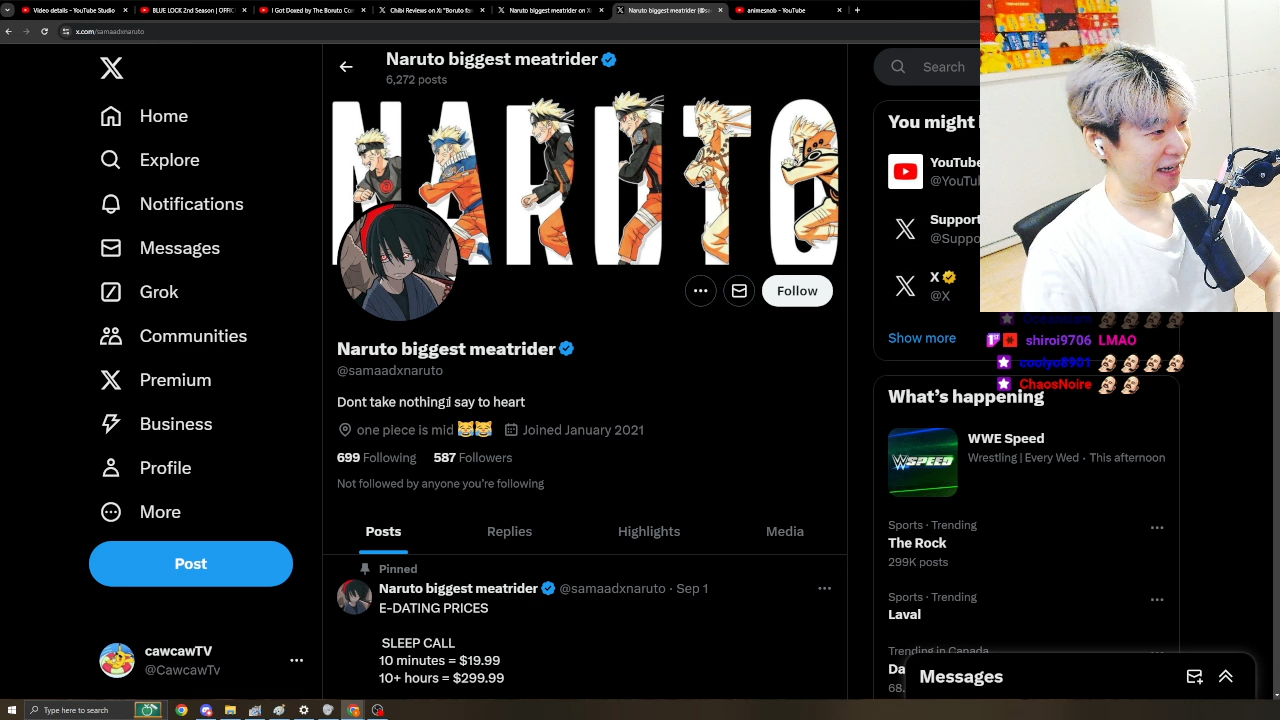 Video details - YouTube Studio
BLUE LOCK 2nd Season | OFFIC
I Got Doxed by The Boruto Co
Chibi Reviews on X: "Boruto fa
Naruto biggest meatrider on X
Naruto biggest meatrider (@sa
animesnob - YouTube
x.com/samaadxnaruto
Home
Explore
Notifications
Messages
Grok
Communities
Premium
Business
Profile
More
Post
cawcawTV
@CawcawTv
Naruto biggest meatrider
6,272 posts
NARUTO
Follow
Naruto biggest meatrider
@samaadxnaruto
Dont take nothing I say to heart
one piece is mid 😹😹 Joined January 2021
699 Following 587 Followers
Not followed by anyone you're following
Posts Replies Highlights Media
Pinned
Naruto biggest meatrider @samaadxnaruto · Sep 1
E-DATING PRICES
SLEEP CALL
10 minutes = $19.99
10+ hours = $299.99
Search
You might
YouTube
@YouTu
Support
@Suppo
X
@X
Show more
shiroi9706 LMAO
coolyo8901
ChaosNoire
What's happening
WWE Speed
Wrestling | Every Wed · This afternoon
WSPEED
Sports · Trending
The Rock
299K posts
Sports · Trending
Laval
Trending in Canada
Da
68.
Messages
Type here to search